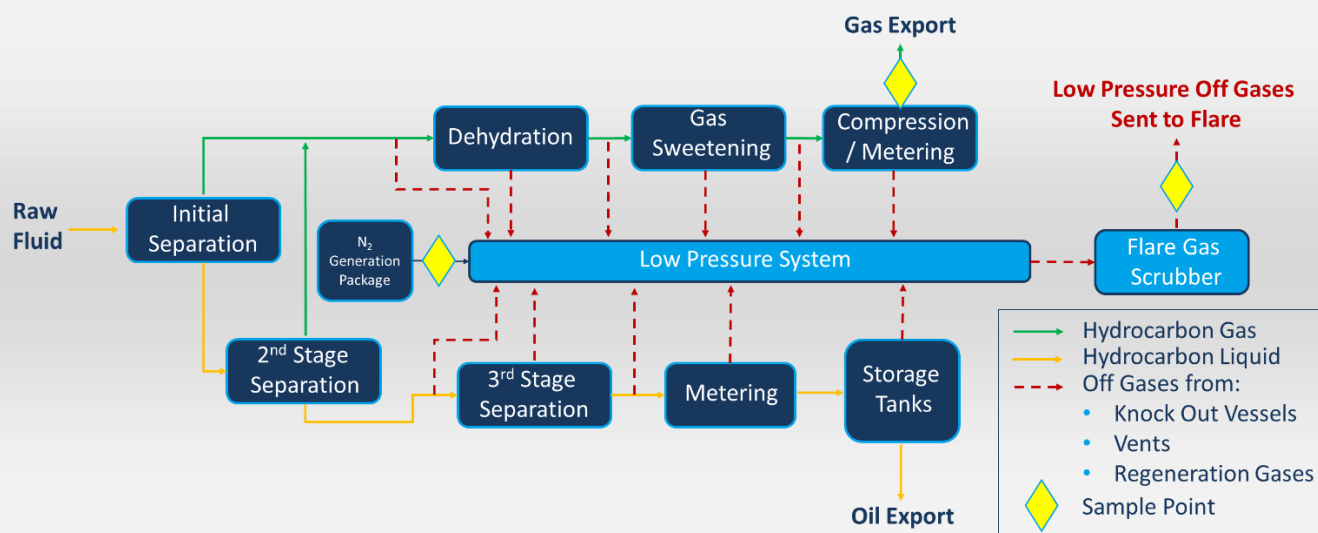 Gas Export
Low Pressure Off Gases
Sent to Flare
Dehydration
Gas
Sweetening
Compression
/ Metering
Raw
Fluid
Initial
Separation
N₂
Generation
Package
Low Pressure System
Flare Gas
Scrubber
2nd Stage
Separation
3rd Stage
Separation
Metering
Storage
Tanks
Oil Export
Hydrocarbon Gas
Hydrocarbon Liquid
Off Gases from:
• Knock Out Vessels
• Vents
• Regeneration Gases
Sample Point